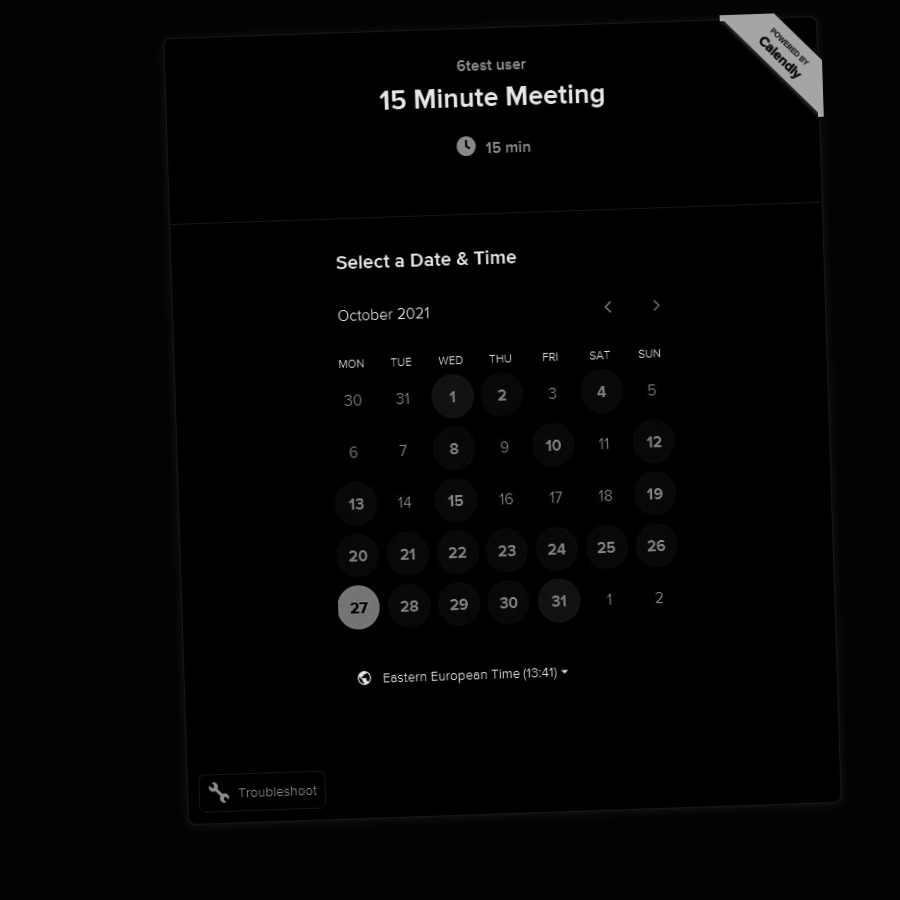 POWERED BY
Calendly
6test user
15 Minute Meeting
15 min
Select a Date & Time
October 2021
MON TUE WED THU FRI SAT SUN
30 31 1 2 3 4 5
6 7 8 9 10 11 12
13 14 15 16 17 18 19
20 21 22 23 24 25 26
27 28 29 30 31 1 2
Eastern European Time (13:41)
Troubleshoot